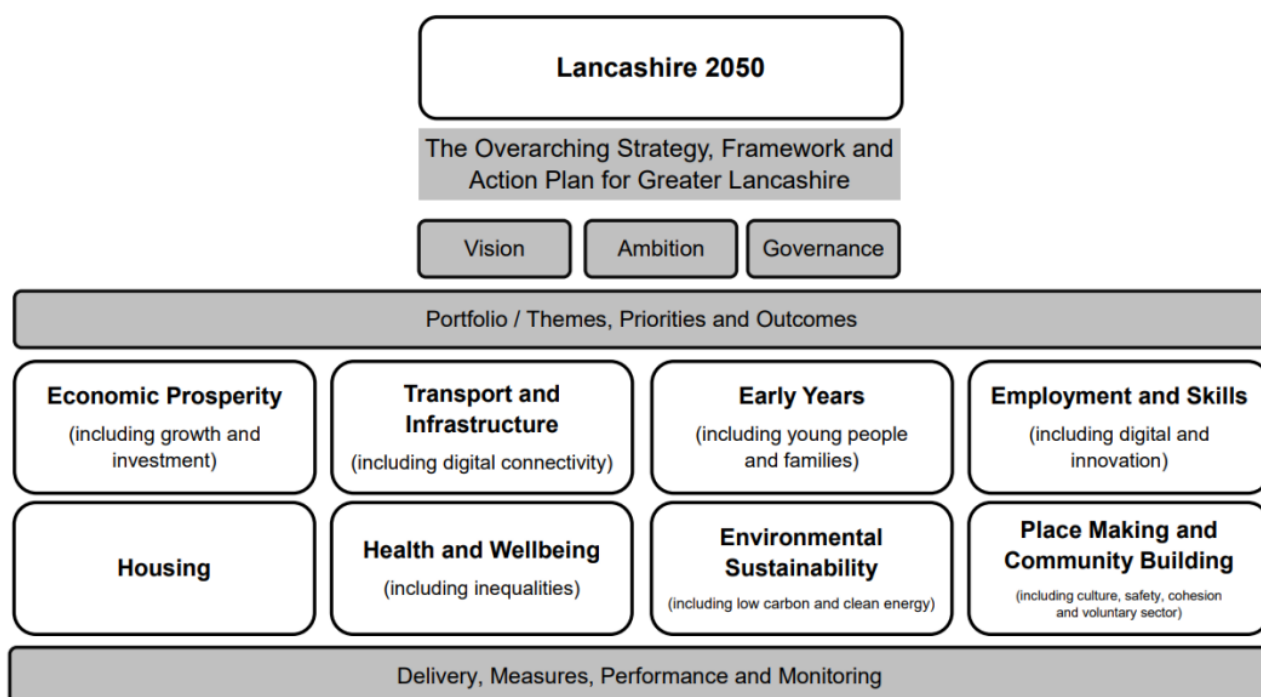 Lancashire 2050
The Overarching Strategy, Framework and
Action Plan for Greater Lancashire
Vision
Ambition
Governance
Portfolio / Themes, Priorities and Outcomes
Economic Prosperity
(including growth and
investment)
Transport and
Infrastructure
(including digital connectivity)
Early Years
(including young people
and families)
Employment and Skills
(including digital and
innovation)
Housing
Health and Wellbeing
(including inequalities)
Environmental
Sustainability
(including low carbon and clean energy)
Place Making and
Community Building
(including culture, safety, cohesion
and voluntary sector)
Delivery, Measures, Performance and Monitoring